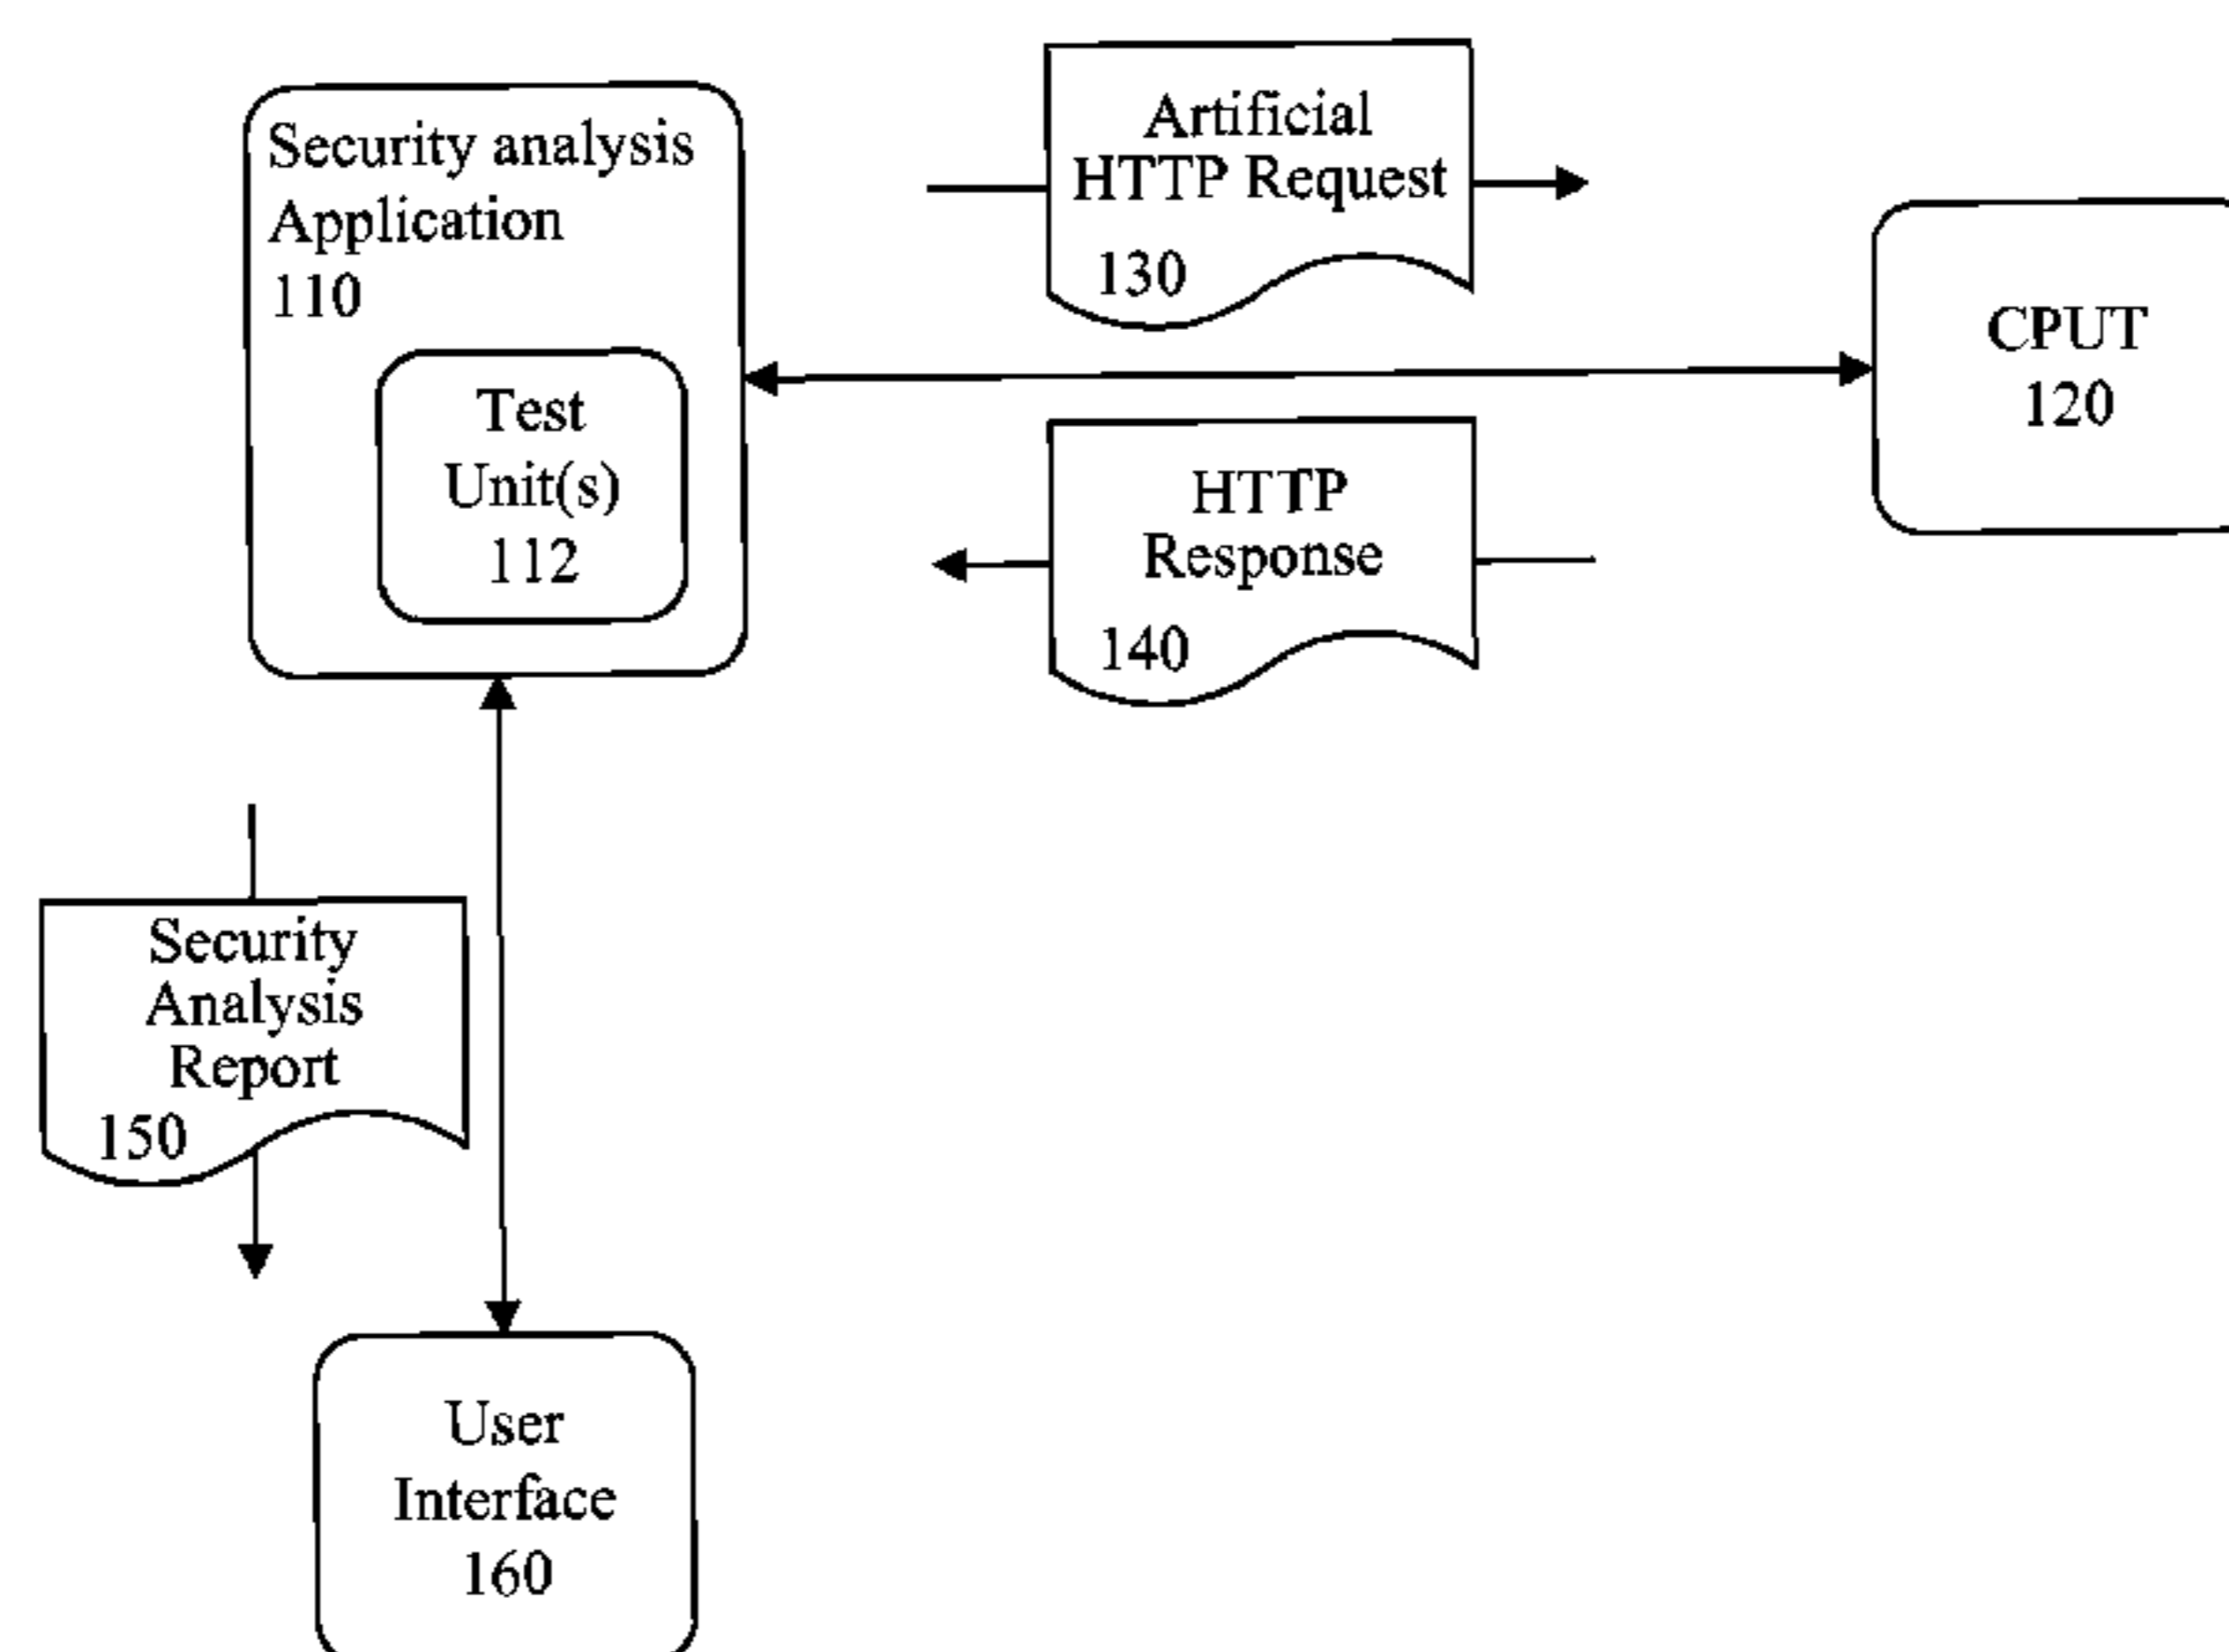 Security analysis
Application
110
Test
Unit(s)
112
Artificial
HTTP Request
130
CPUT
120
HTTP
Response
140
Security
Analysis
Report
150
User
Interface
160